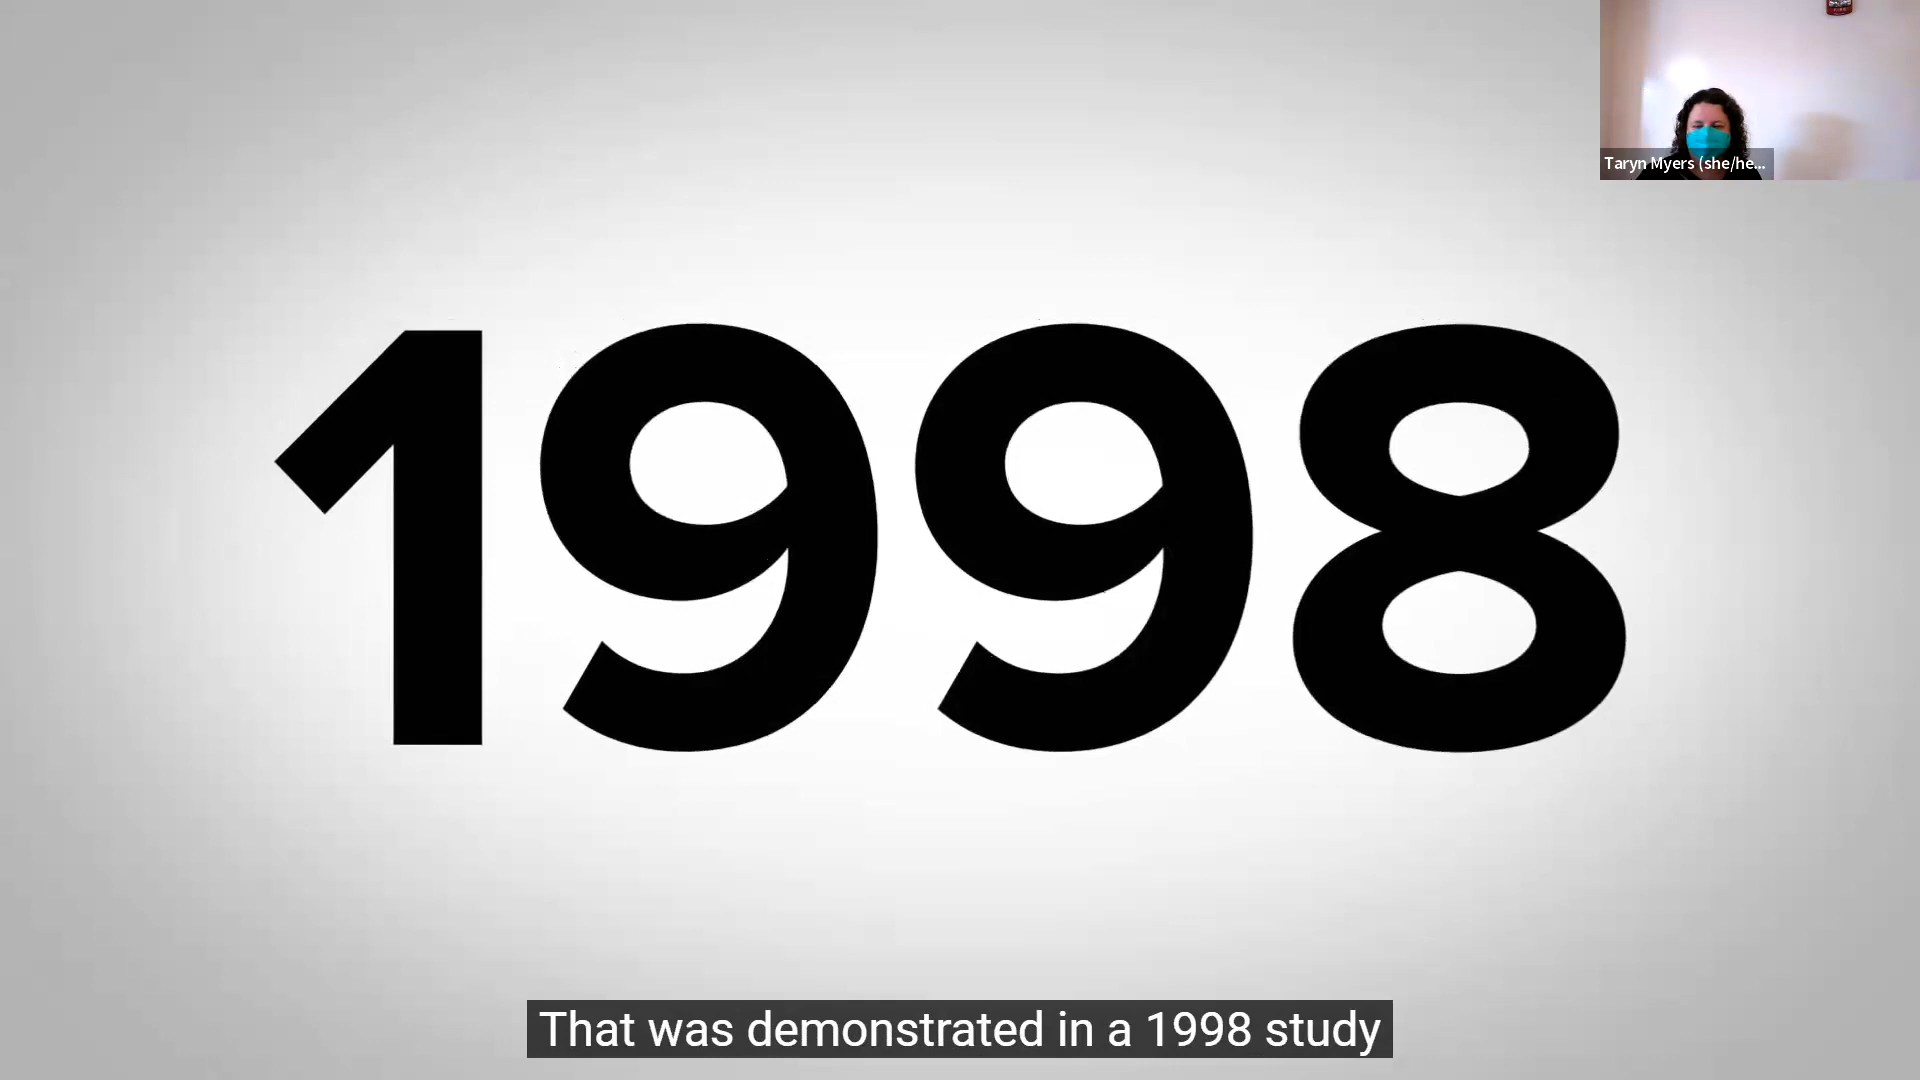 Taryn Myers (she/he...
1998
That was demonstrated in a 1998 study